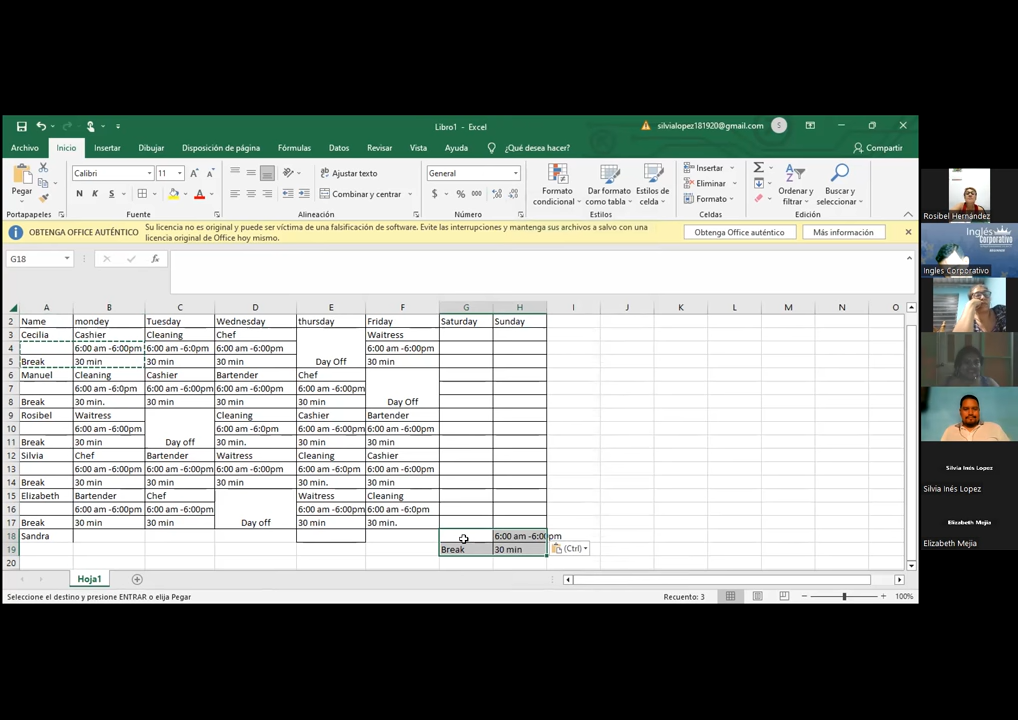 Libro1 - Excel
silvialopez181920@gmail.com
S
Archivo Inicio Insertar Dibujar Disposición de página Fórmulas Datos Revisar Vista Ayuda ¿Qué desea hacer? Compartir
Pegar
Calibri 11
N K S
Ajustar texto
Combinar y centrar
General
$ % 000
Formato condicional
Dar formato como tabla
Estilos de celda
Insertar
Eliminar
Formato
Ordenar y filtrar
Buscar y seleccionar
Portapapeles Fuente Alineación Número Estilos Celdas Edición
OBTENGA OFFICE AUTÉNTICO Su licencia no es original y puede ser víctima de una falsificación de software. Evite las interrupciones y mantenga sus archivos a salvo con una
licencia original de Office hoy mismo.
Obtenga Office auténtico Más información
G18 fx
A B C D E F G H I J K L M N O
2 Name mondey Tuesday Wednesday thursday Friday Saturday Sunday
3 Cecilia Cashier Cleaning Chef Waitress
4 6:00 am -6:00pm 6:00 am -6:00pm 6:00 am -6:00pm 6:00 am -6:00pm
5 Break 30 min 30 min 30 min Day Off 30 min
6 Manuel Cleaning Cashier Bartender Chef
7 6:00 am -6:0pm 6:00 am -6:00pm 6:00 am -6:00pm 6:00 am -6:00pm
8 Break 30 min. 30 min 30 min 30 min Day Off
9 Rosibel Waitress Cleaning Cashier Bartender
10 6:00 am -6:00pm 6:00 am -6:0pm 6:00 am -6:00pm 6:00 am -6:00pm
11 Break 30 min Day off 30 min. 30 min 30 min
12 Silvia Chef Bartender Waitress Cleaning Cashier
13 6:00 am -6:00pm 6:00 am -6:00pm 6:00 am -6:00pm 6:00 am -6:0pm 6:00 am -6:00pm
14 Break 30 min 30 min 30 min 30 min. 30 min
15 Elizabeth Bartender Chef Waitress Cleaning
16 6:00 am -6:00pm 6:00 am -6:00pm 6:00 am -6:00pm 6:00 am -6:0pm
17 Break 30 min 30 min Day off 30 min 30 min.
18 Sandra 6:00 am -6:00pm
19 Break 30 min (Ctrl)
20
Hoja1
Seleccione el destino y presione ENTRAR o elija Pegar Recuento: 3 100%
Rosibel Hernández
Inglés
Corporativo
Ingles Corporativo
Silvia Inés Lopez
Silvia Inés Lopez
Elizabeth Mejia
Elizabeth Mejia